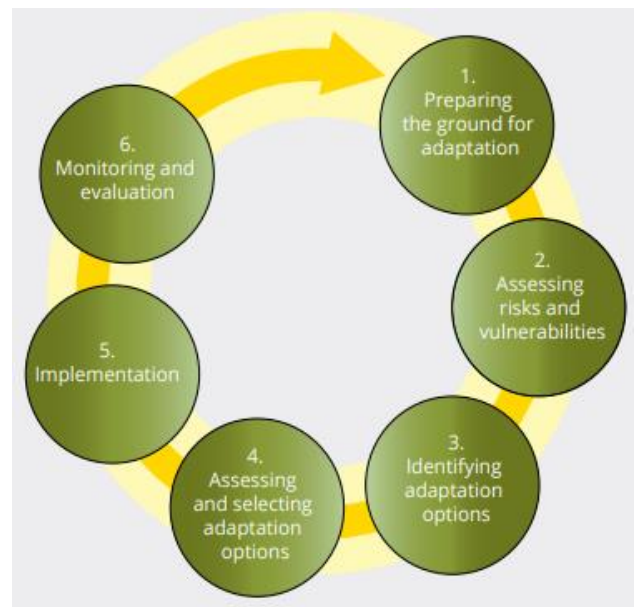 1.
Preparing
the ground for
adaptation
2.
Assessing
risks and
vulnerabilities
3.
Identifying
adaptation
options
4.
Assessing
and selecting
adaptation
options
5.
Implementation
6.
Monitoring and
evaluation